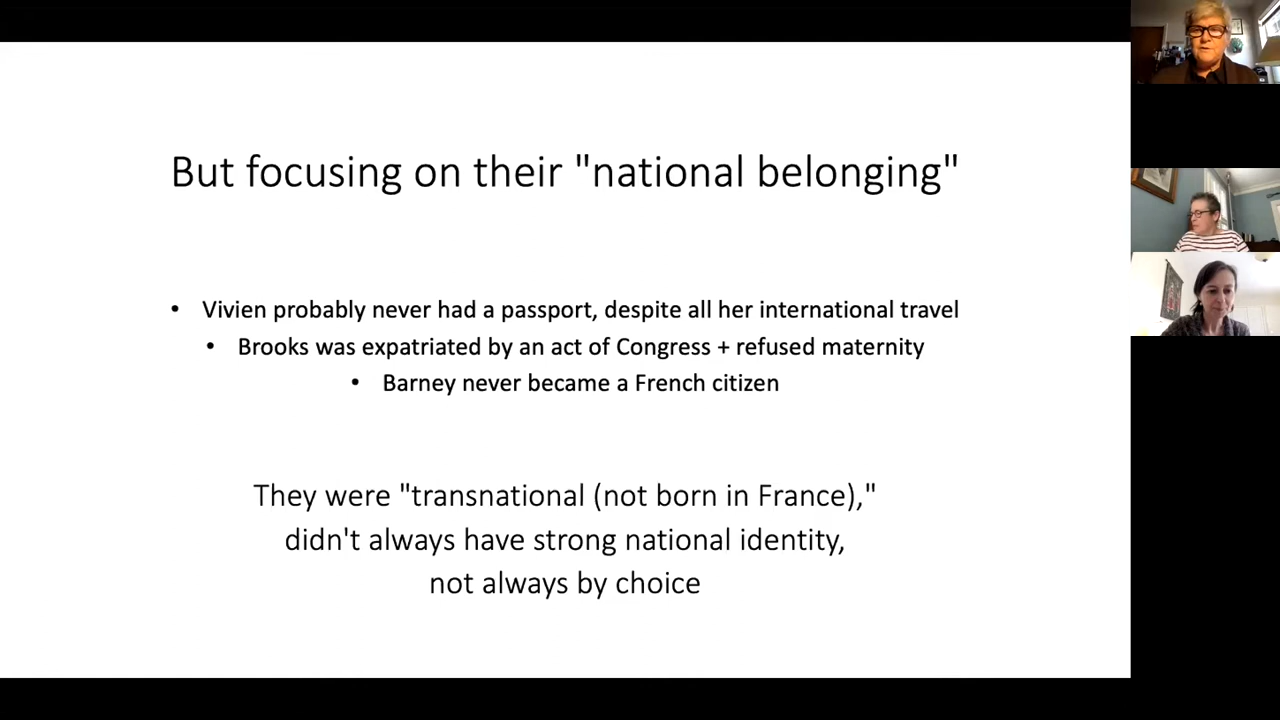 But focusing on their "national belonging"
• Vivien probably never had a passport, despite all her international travel
• Brooks was expatriated by an act of Congress + refused maternity
• Barney never became a French citizen
They were "transnational (not born in France),"
didn't always have strong national identity,
not always by choice